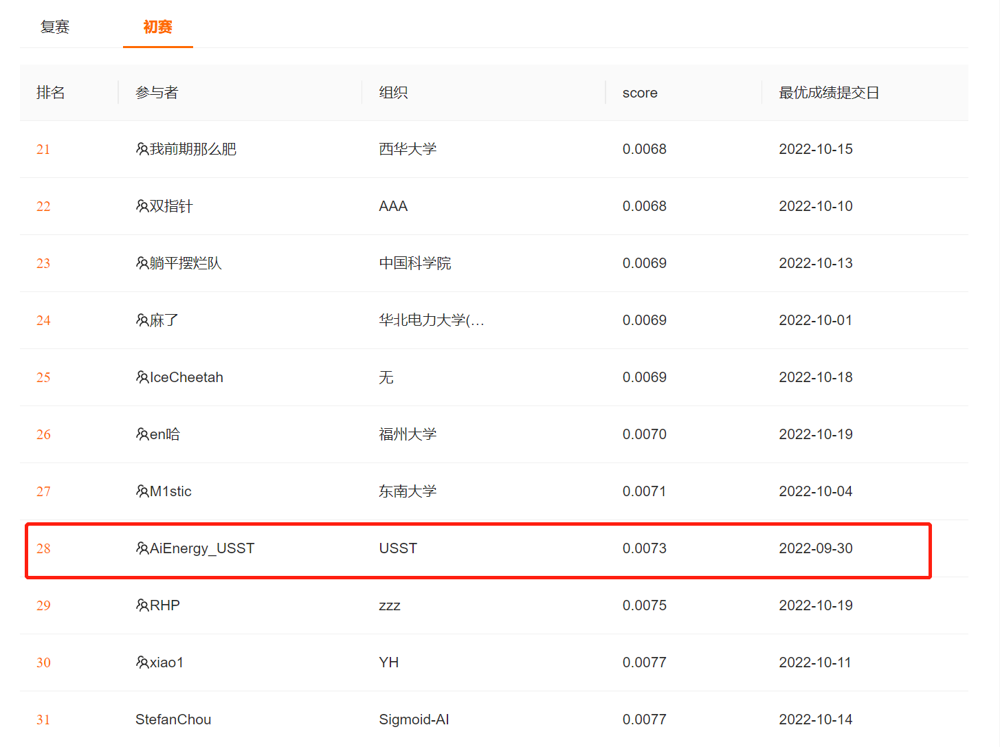 复赛 初赛
排名 参与者 组织 score 最优成绩提交日
21 我前期那么肥 西华大学 0.0068 2022-10-15
22 双指针 AAA 0.0068 2022-10-10
23 躺平摆烂队 中国科学院 0.0069 2022-10-13
24 麻了 华北电力大学(... 0.0069 2022-10-01
25 IceCheetah 无 0.0069 2022-10-18
26 en哈 福州大学 0.0070 2022-10-19
27 M1stic 东南大学 0.0071 2022-10-04
28 AiEnergy_USST USST 0.0073 2022-09-30
29 RHP zzz 0.0075 2022-10-19
30 xiao1 YH 0.0077 2022-10-11
31 StefanChou Sigmoid-AI 0.0077 2022-10-14